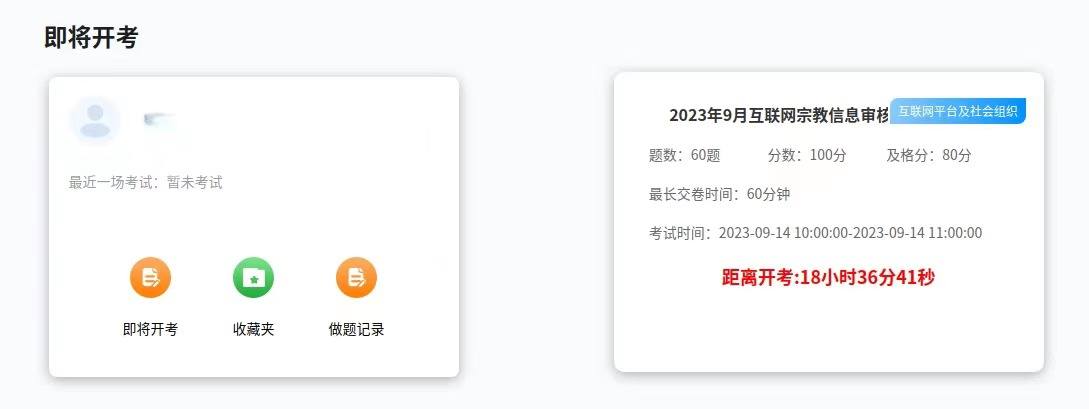 即将开考
最近一场考试：暂未考试
即将开考
收藏夹
做题记录
2023年9月互联网宗教信息审核
互联网平台及社会组织
题数：60题 分数：100分 及格分：80分
最长交卷时间：60分钟
考试时间：2023-09-14 10:00:00-2023-09-14 11:00:00
距离开考:18小时36分41秒